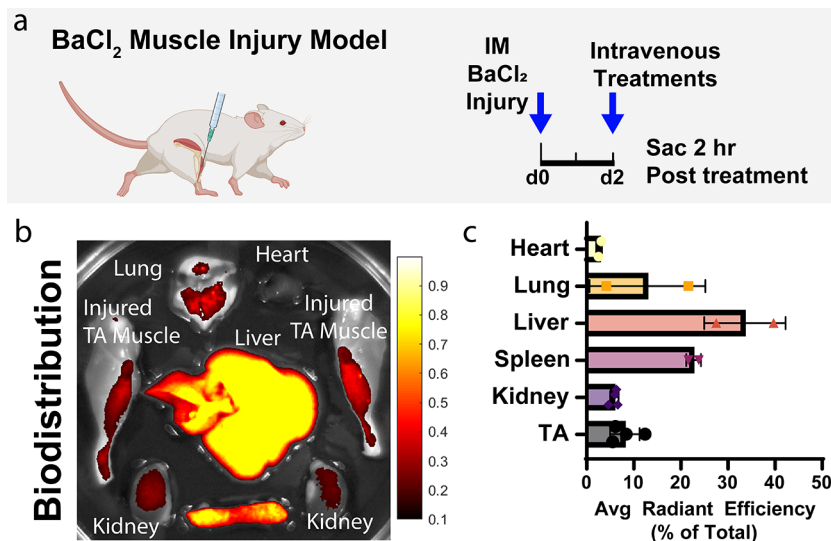 a
BaCl₂ Muscle Injury Model
IM
BaCl₂
Injury
Intravenous
Treatments
d0
d2
Sac 2 hr
Post treatment
b
Biodistribution
Lung
Heart
Injured
TA Muscle
Injured
TA Muscle
Liver
Kidney
Kidney
0.9
0.8
0.7
0.6
0.5
0.4
0.3
0.2
0.1
c
Heart
Lung
Liver
Spleen
Kidney
TA
0 10 20 30 40 50
Avg Radiant Efficiency
(% of Total)